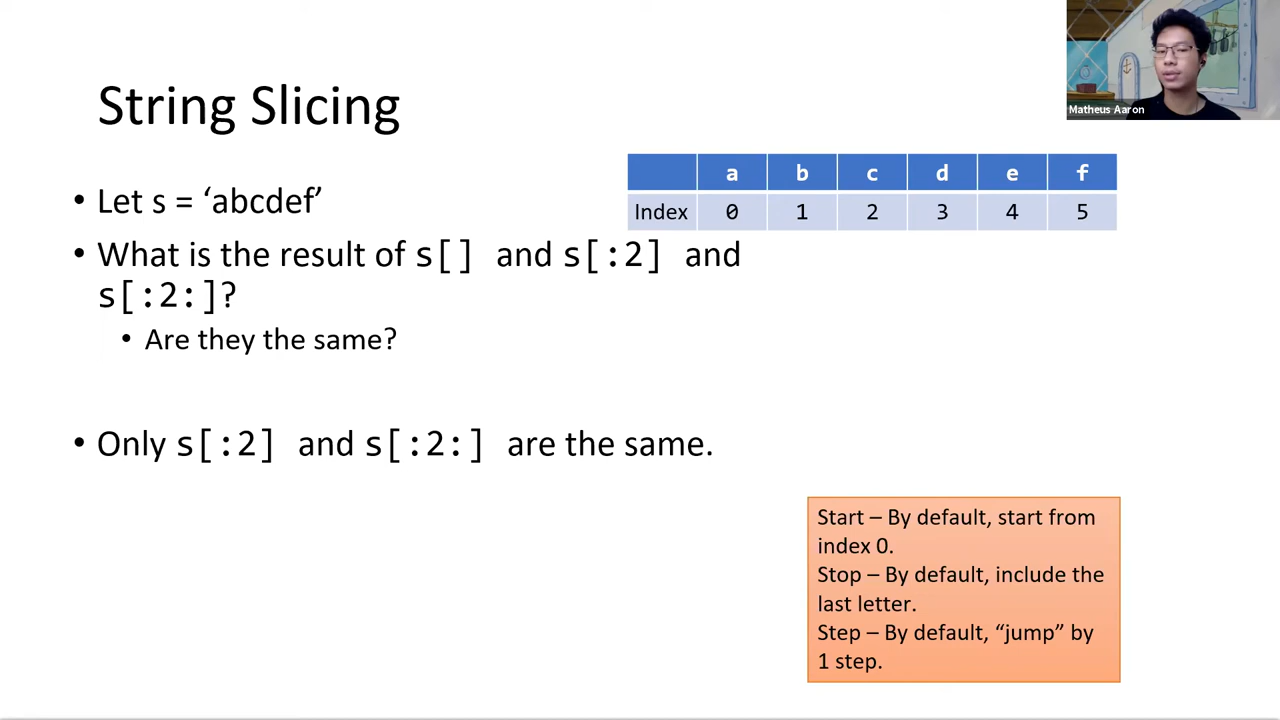 Matheus Aaron
String Slicing
• Let s = ‘abcdef’
a b c d e f
Index 0 1 2 3 4 5
• What is the result of s[] and s[:2] and
s[:2:]?
• Are they the same?
• Only s[:2] and s[:2:] are the same.
Start – By default, start from
index 0.
Stop – By default, include the
last letter.
Step – By default, “jump” by
1 step.